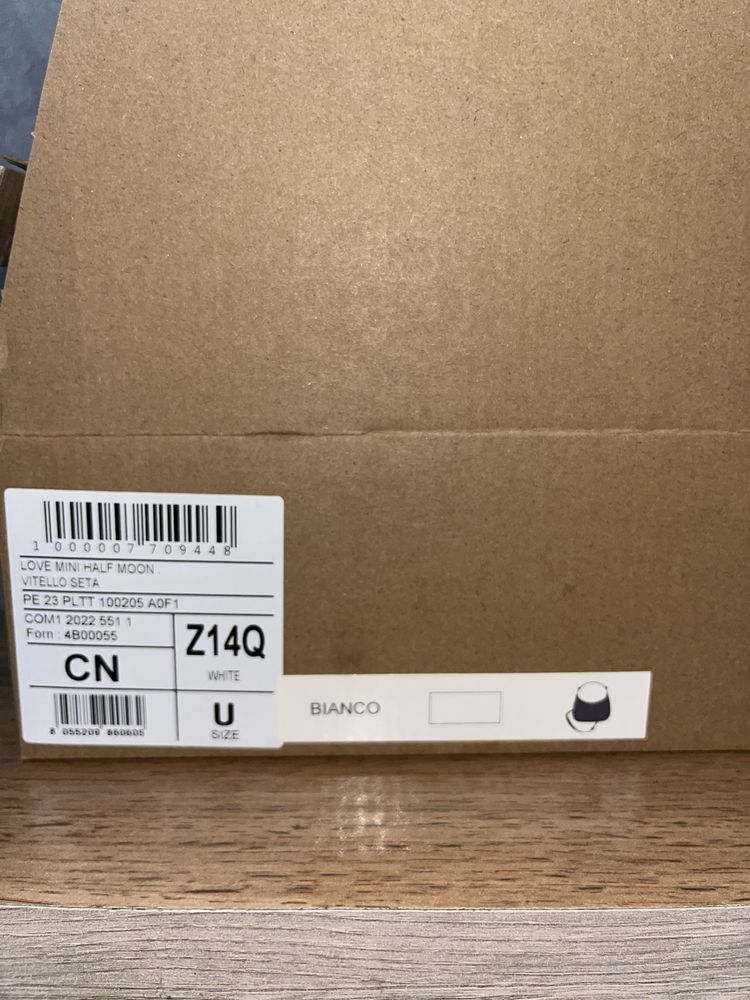 1 000007 709448
LOVE MINI HALF MOON .
VITELLO SETA
PE 23 PLTT 100205 A0F1
COM1 2022 551 1
Forn : 4B00055
Z14Q
WHITE
CN
8 055209 860605
U
SIZE
BIANCO